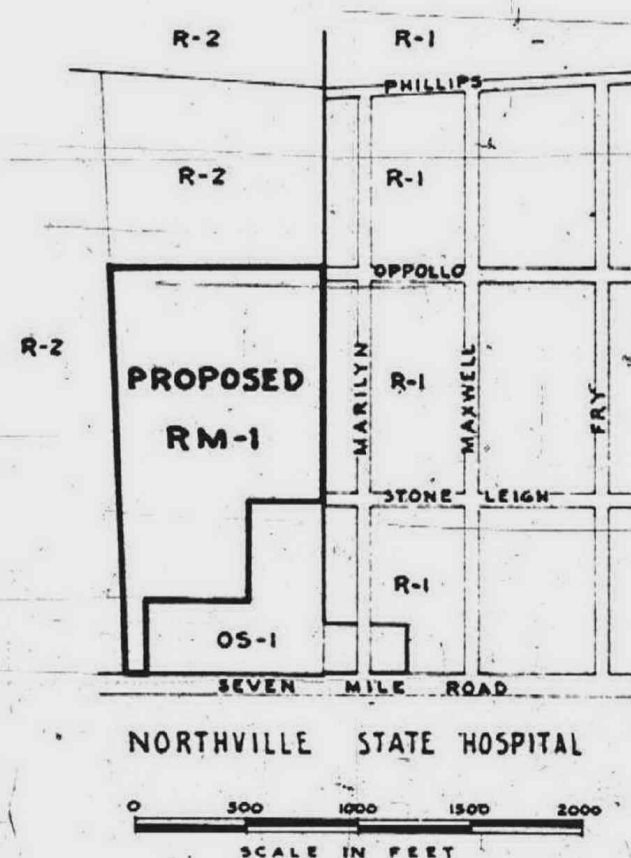 R-2 R-1
PHILLIPS
R-2 R-1
OPPOLLO
R-2
PROPOSED
RM-1
R-1
MARILYN
MAXWELL
FRY
STONE LEIGH
R-1
OS-1
SEVEN MILE ROAD
NORTHVILLE STATE HOSPITAL
0 500 1000 1500 2000
SCALE IN FEET